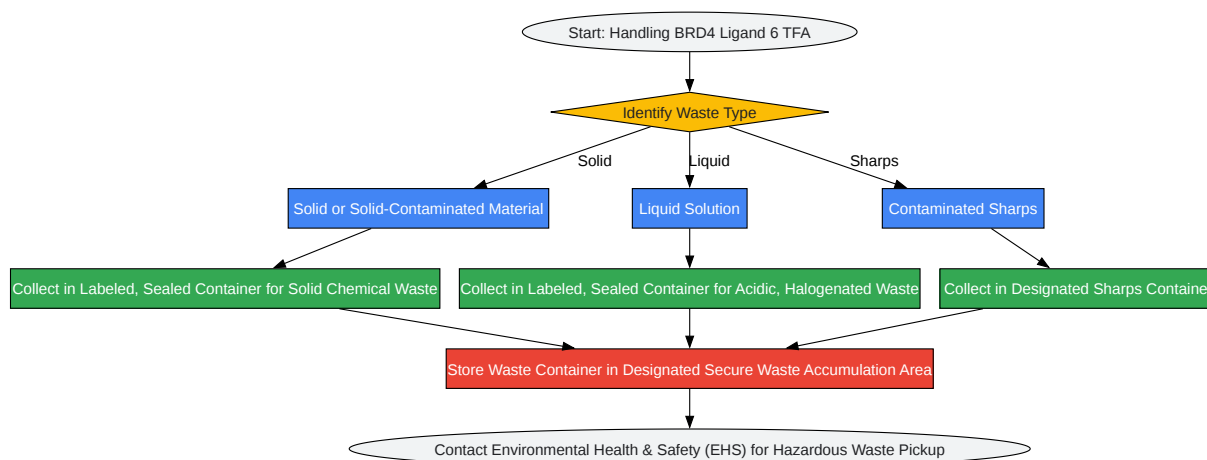 Start: Handling BRD4 Ligand 6 TFA
Identify Waste Type
Solid
Liquid
Sharps
Solid or Solid-Contaminated Material
Liquid Solution
Contaminated Sharps
Collect in Labeled, Sealed Container for Solid Chemical Waste
Collect in Labeled, Sealed Container for Acidic, Halogenated Waste
Collect in Designated Sharps Container
Store Waste Container in Designated Secure Waste Accumulation Area
Contact Environmental Health & Safety (EHS) for Hazardous Waste Pickup